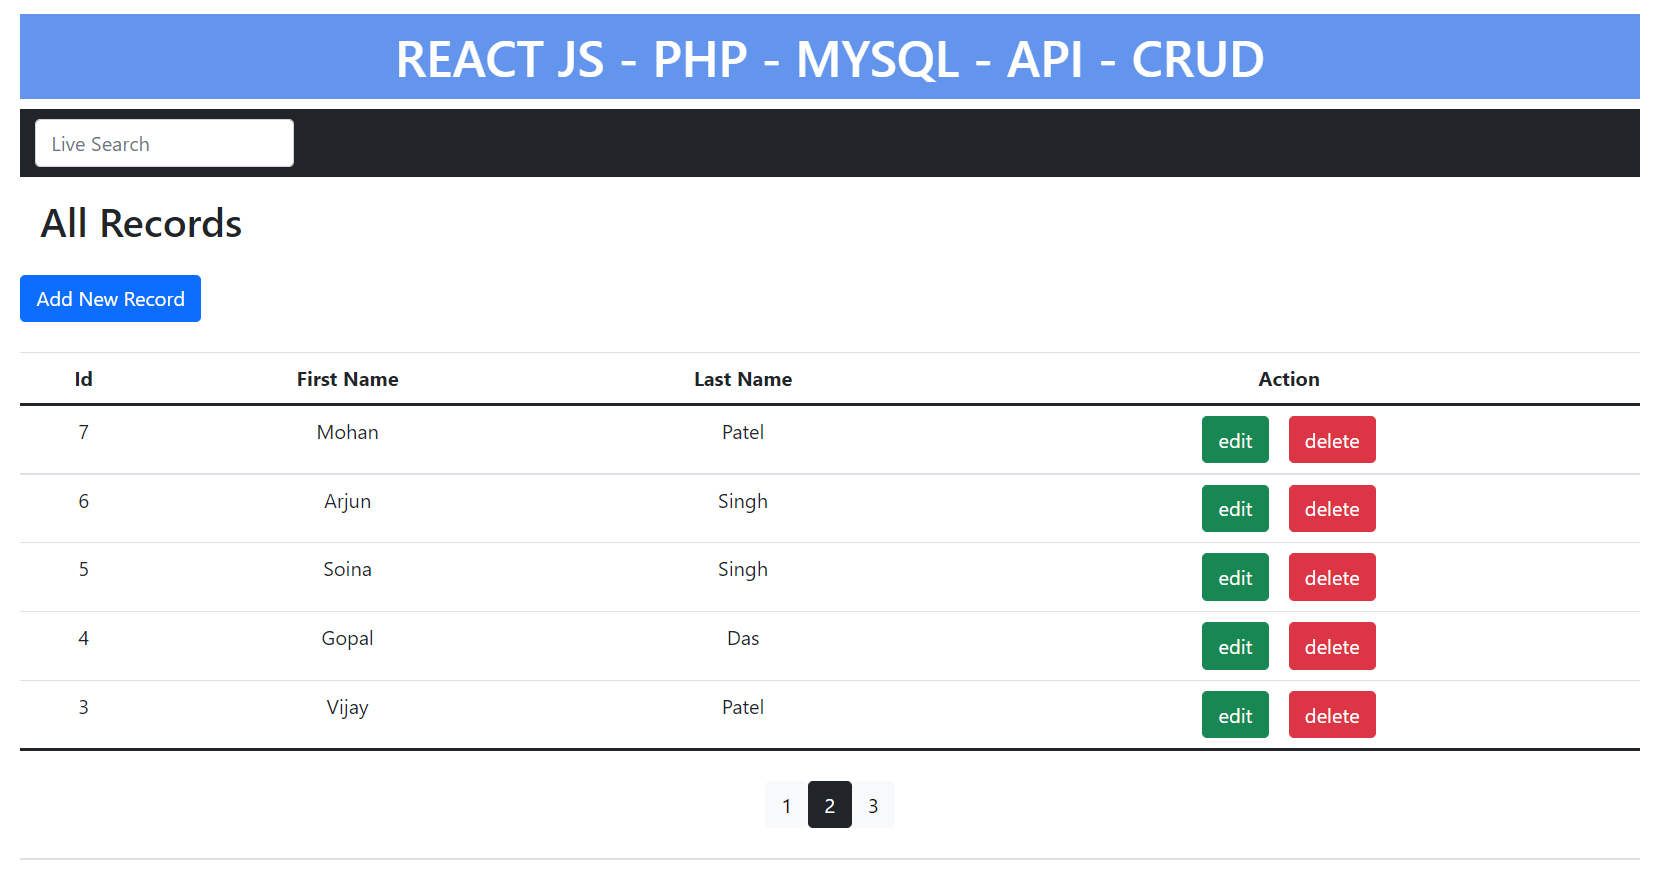 REACT JS - PHP - MYSQL - API - CRUD
Live Search
All Records
Add New Record
Id First Name Last Name Action
7 Mohan Patel edit delete
6 Arjun Singh edit delete
5 Soina Singh edit delete
4 Gopal Das edit delete
3 Vijay Patel edit delete
1 2 3